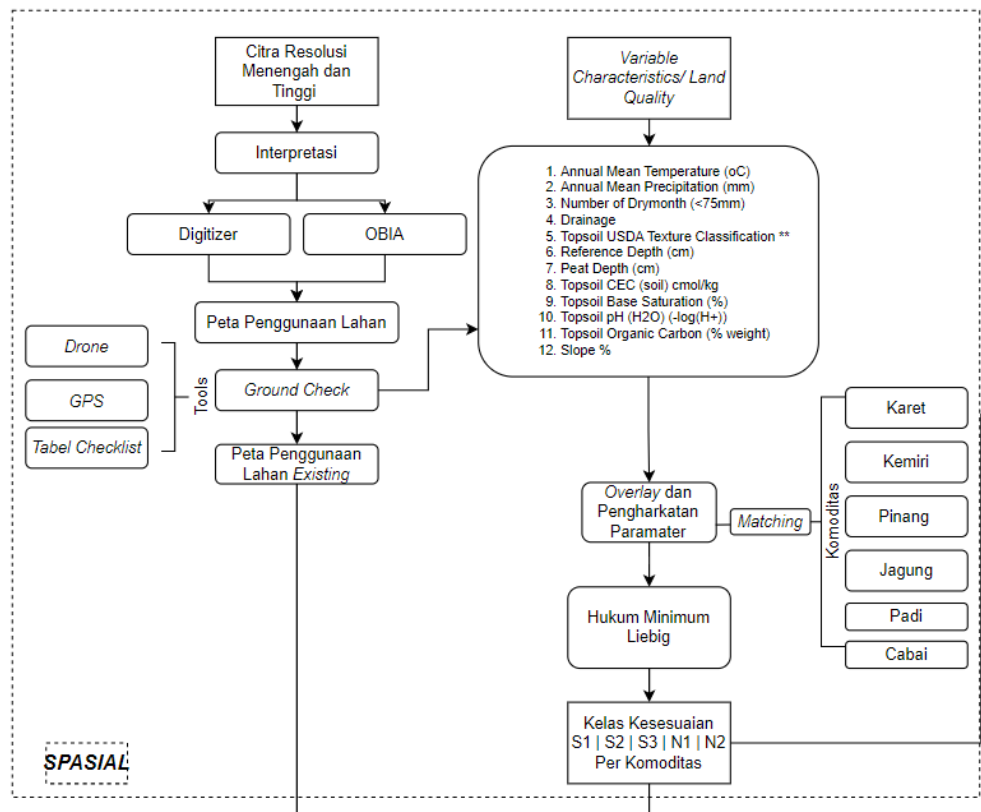 Citra Resolusi
Menengah dan
Tinggi
Interpretasi
Digitizer
OBIA
Peta Penggunaan Lahan
Drone
GPS
Tabel Checklist
Tools
Ground Check
Peta Penggunaan
Lahan Existing
Variable
Characteristics/ Land
Quality
1. Annual Mean Temperature (oC)
2. Annual Mean Precipitation (mm)
3. Number of Drymonth (<75mm)
4. Drainage
5. Topsoil USDA Texture Classification **
6. Reference Depth (cm)
7. Peat Depth (cm)
8. Topsoil CEC (soil) cmol/kg
9. Topsoil Base Saturation (%)
10. Topsoil pH (H2O) (-log(H+))
11. Topsoil Organic Carbon (% weight)
12. Slope %
Overlay dan
Pengharkatan
Paramater
Matching
Komoditas
Karet
Kemiri
Pinang
Jagung
Padi
Cabai
Hukum Minimum
Liebig
Kelas Kesesuaian
S1 | S2 | S3 | N1 | N2
Per Komoditas
SPASIAL